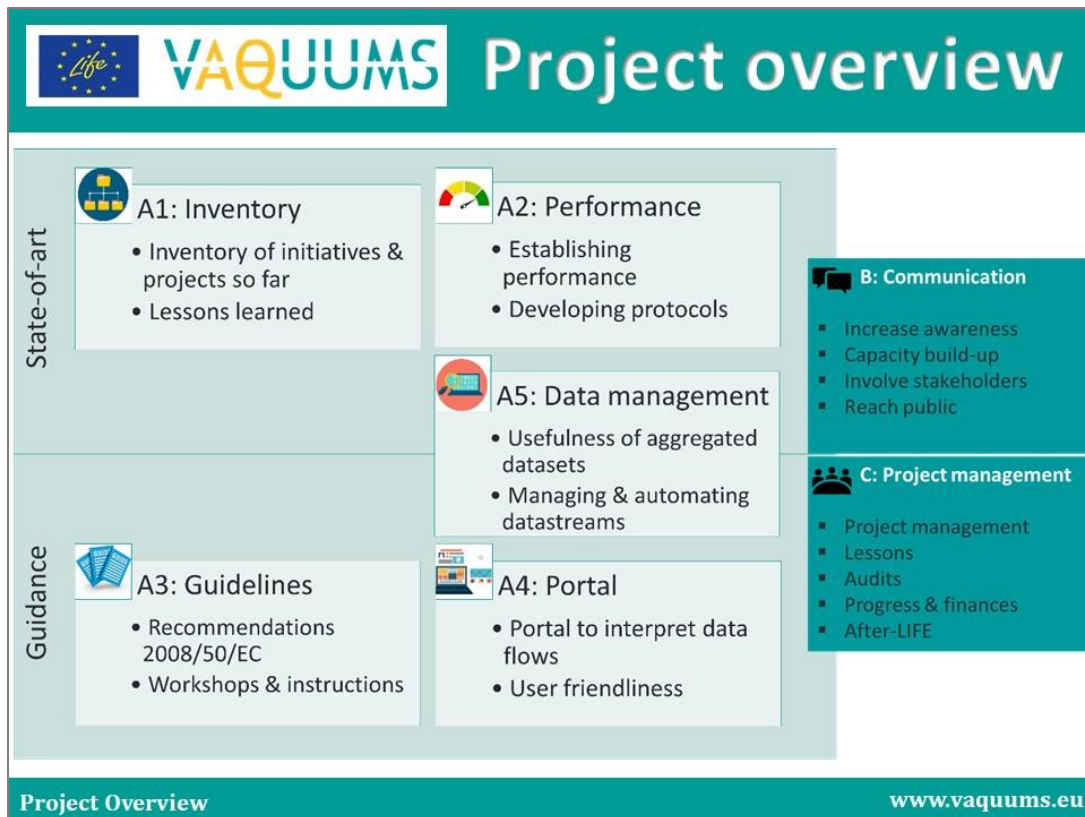 Life VAQUUMS Project overview
State-of-art
A1: Inventory
• Inventory of initiatives &
projects so far
• Lessons learned
A2: Performance
• Establishing
performance
• Developing protocols
A5: Data management
• Usefulness of aggregated
datasets
• Managing & automating
datastreams
Guidance
A3: Guidelines
• Recommendations
2008/50/EC
• Workshops & instructions
A4: Portal
• Portal to interpret data
flows
• User friendliness
B: Communication
▪ Increase awareness
▪ Capacity build-up
▪ Involve stakeholders
▪ Reach public
C: Project management
▪ Project management
▪ Lessons
▪ Audits
▪ Progress & finances
▪ After-LIFE
Project Overview
www.vaquums.eu